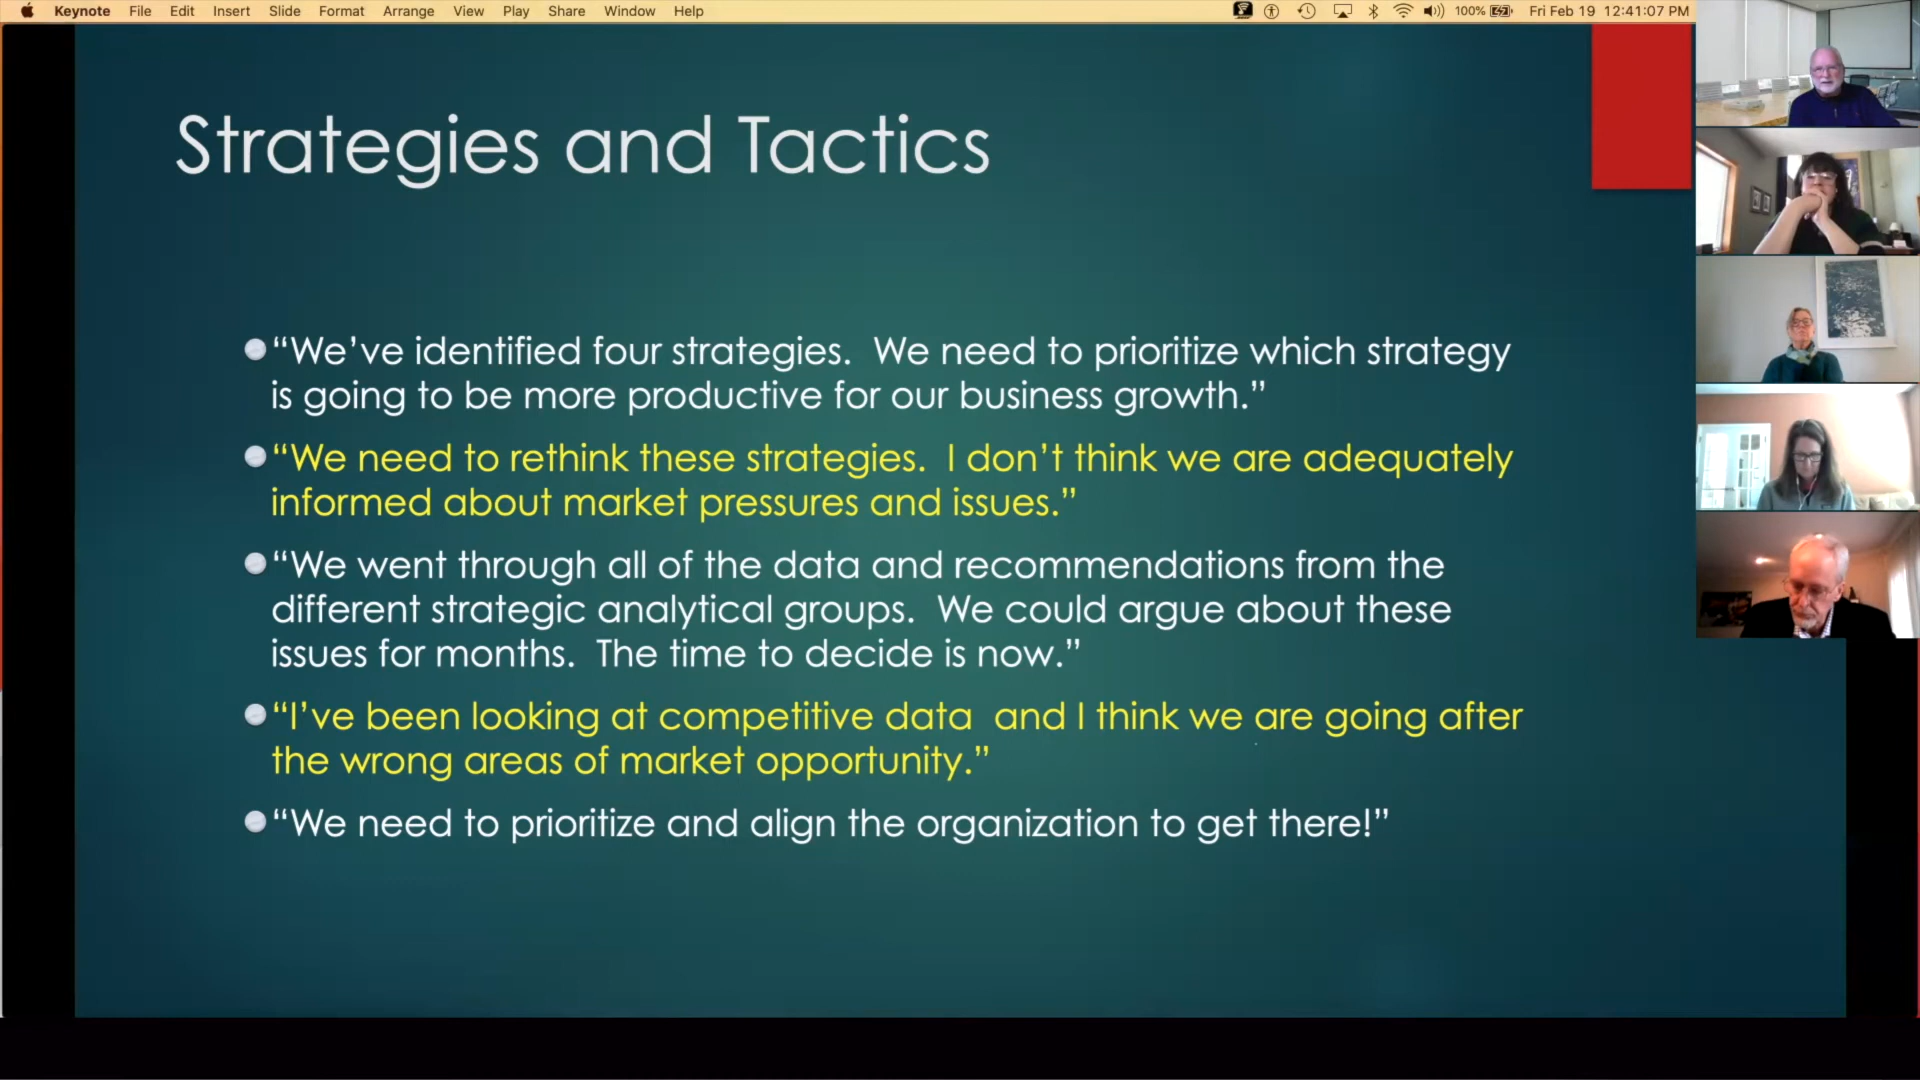 Keynote File Edit Insert Slide Format Arrange View Play Share Window Help 100% Fri Feb 19 12:41:07 PM
Strategies and Tactics
“We’ve identified four strategies. We need to prioritize which strategy
is going to be more productive for our business growth.”
“We need to rethink these strategies. I don’t think we are adequately
informed about market pressures and issues.”
“We went through all of the data and recommendations from the
different strategic analytical groups. We could argue about these
issues for months. The time to decide is now.”
“I’ve been looking at competitive data and I think we are going after
the wrong areas of market opportunity.”
“We need to prioritize and align the organization to get there!”